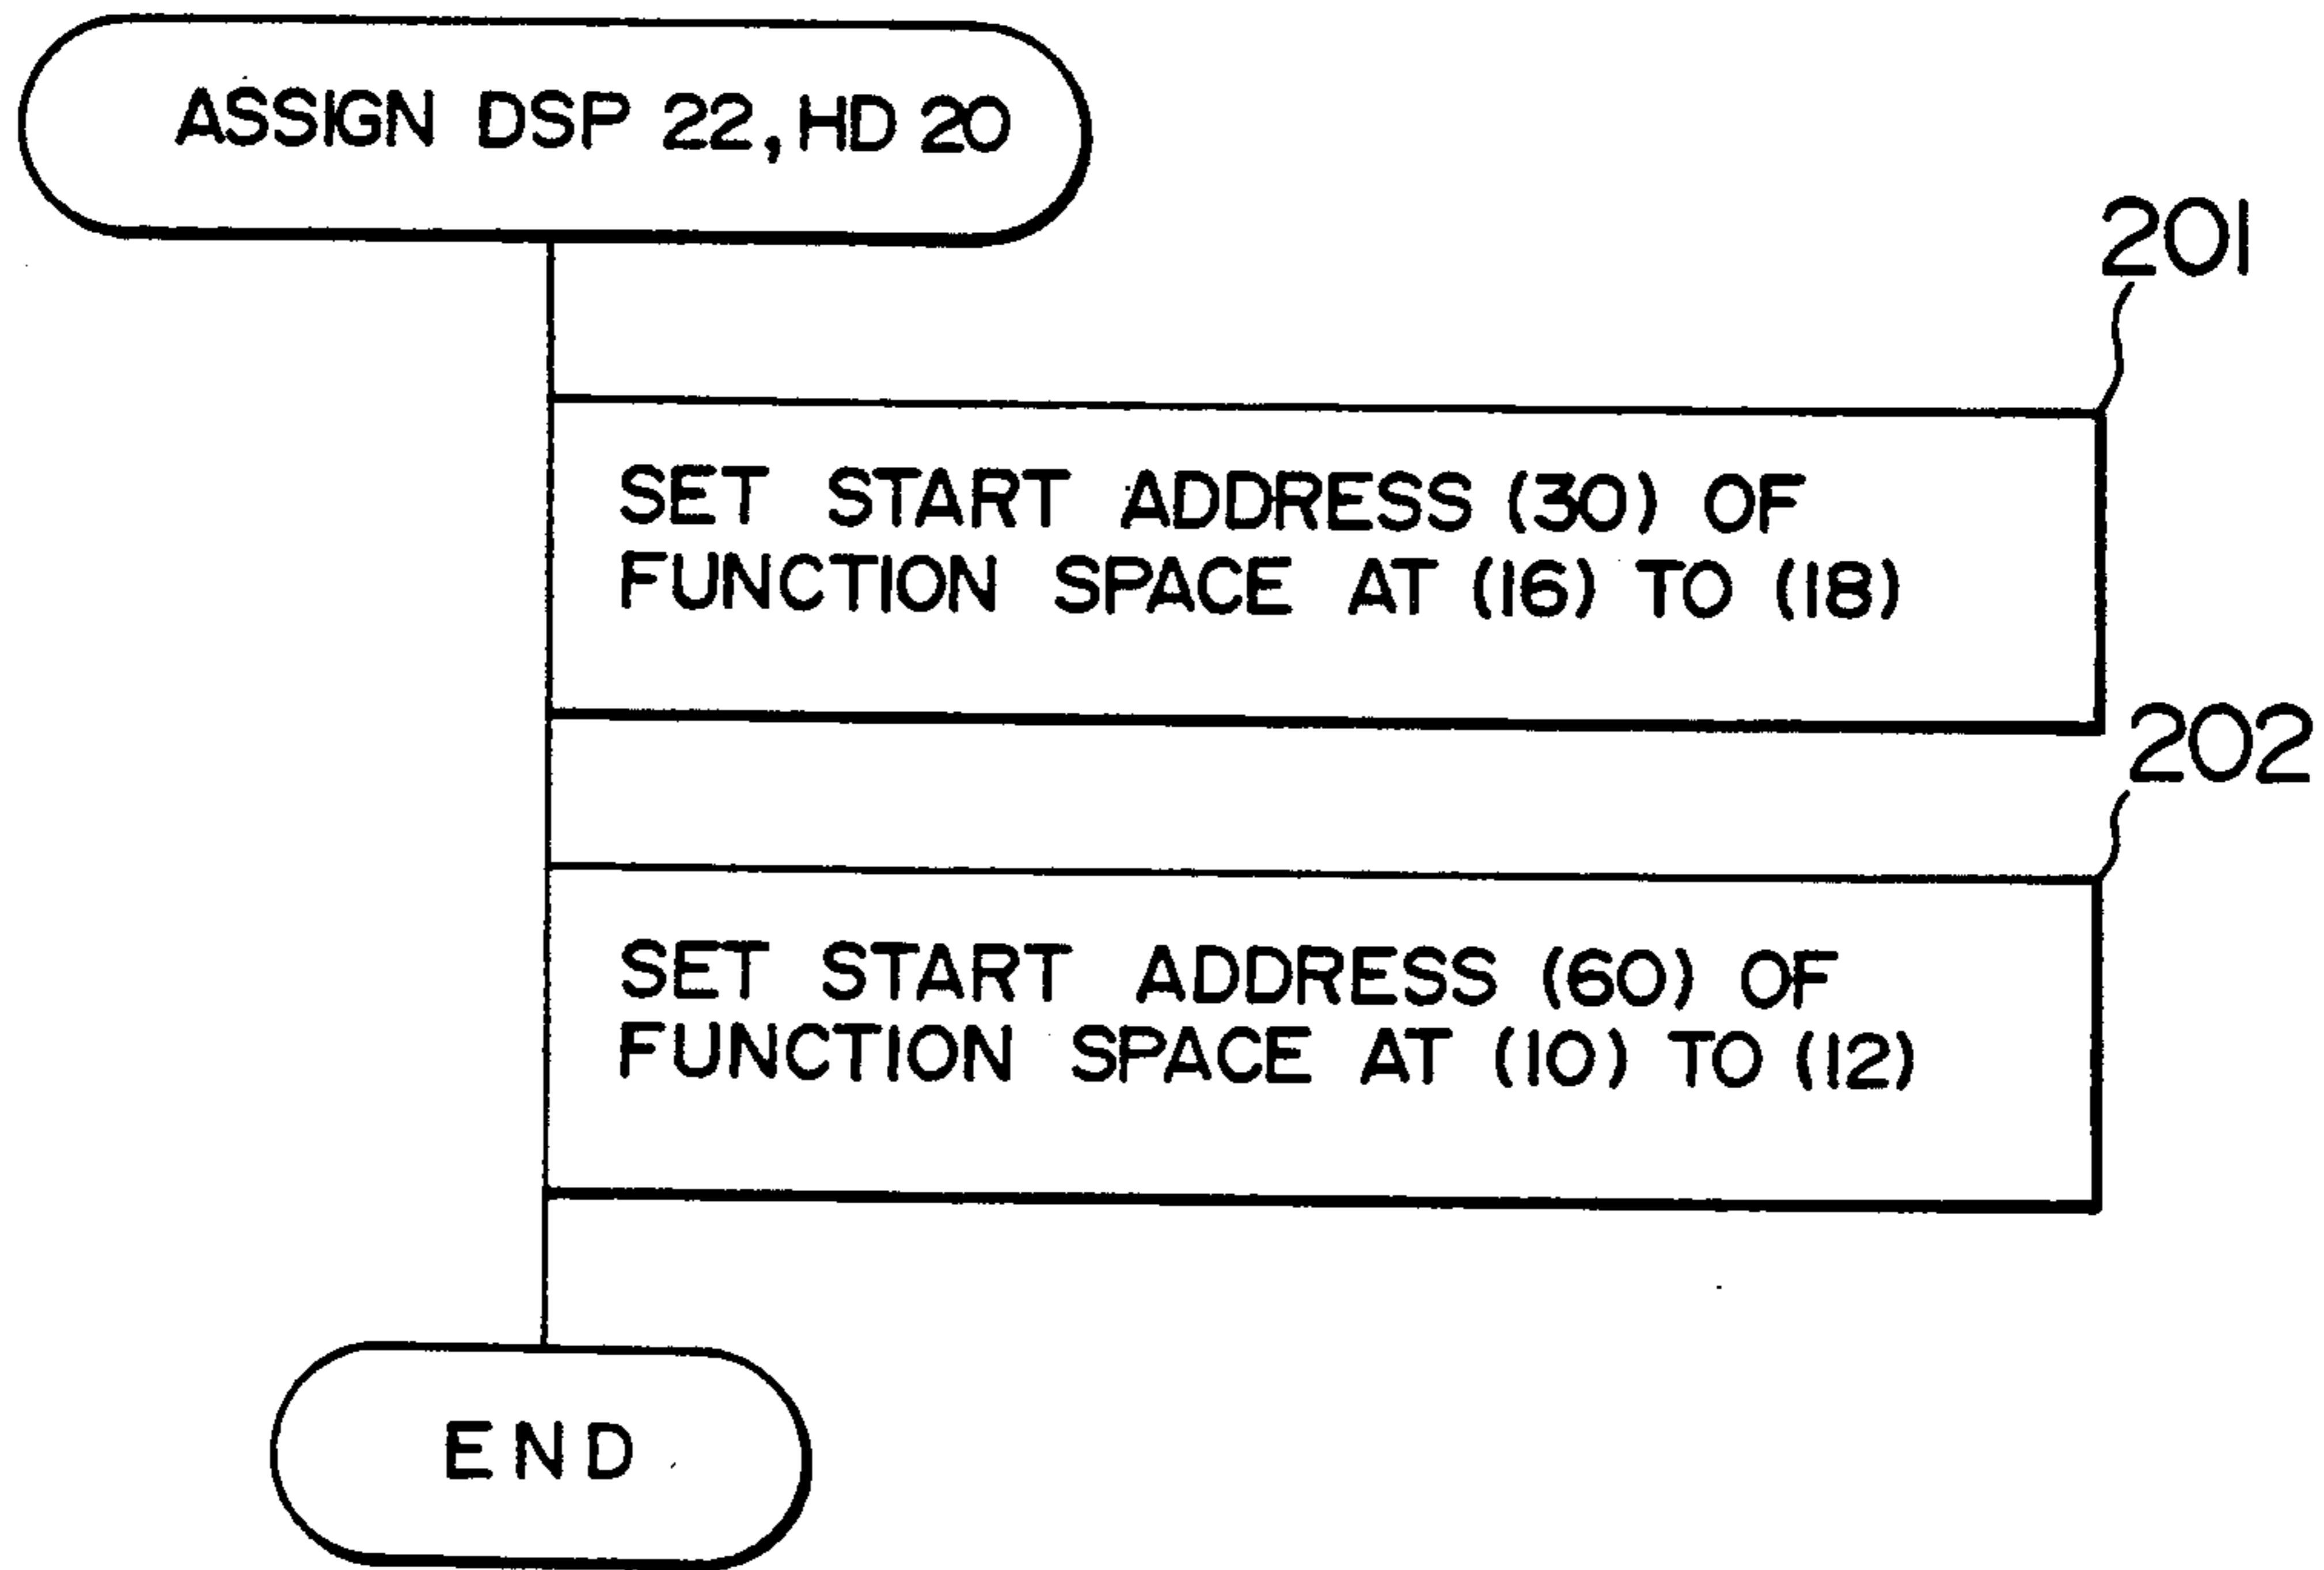 ASSIGN DSP 22, HD 20
201
SET START ADDRESS (30) OF
FUNCTION SPACE AT (16) TO (18)
202
SET START ADDRESS (60) OF
FUNCTION SPACE AT (10) TO (12)
END